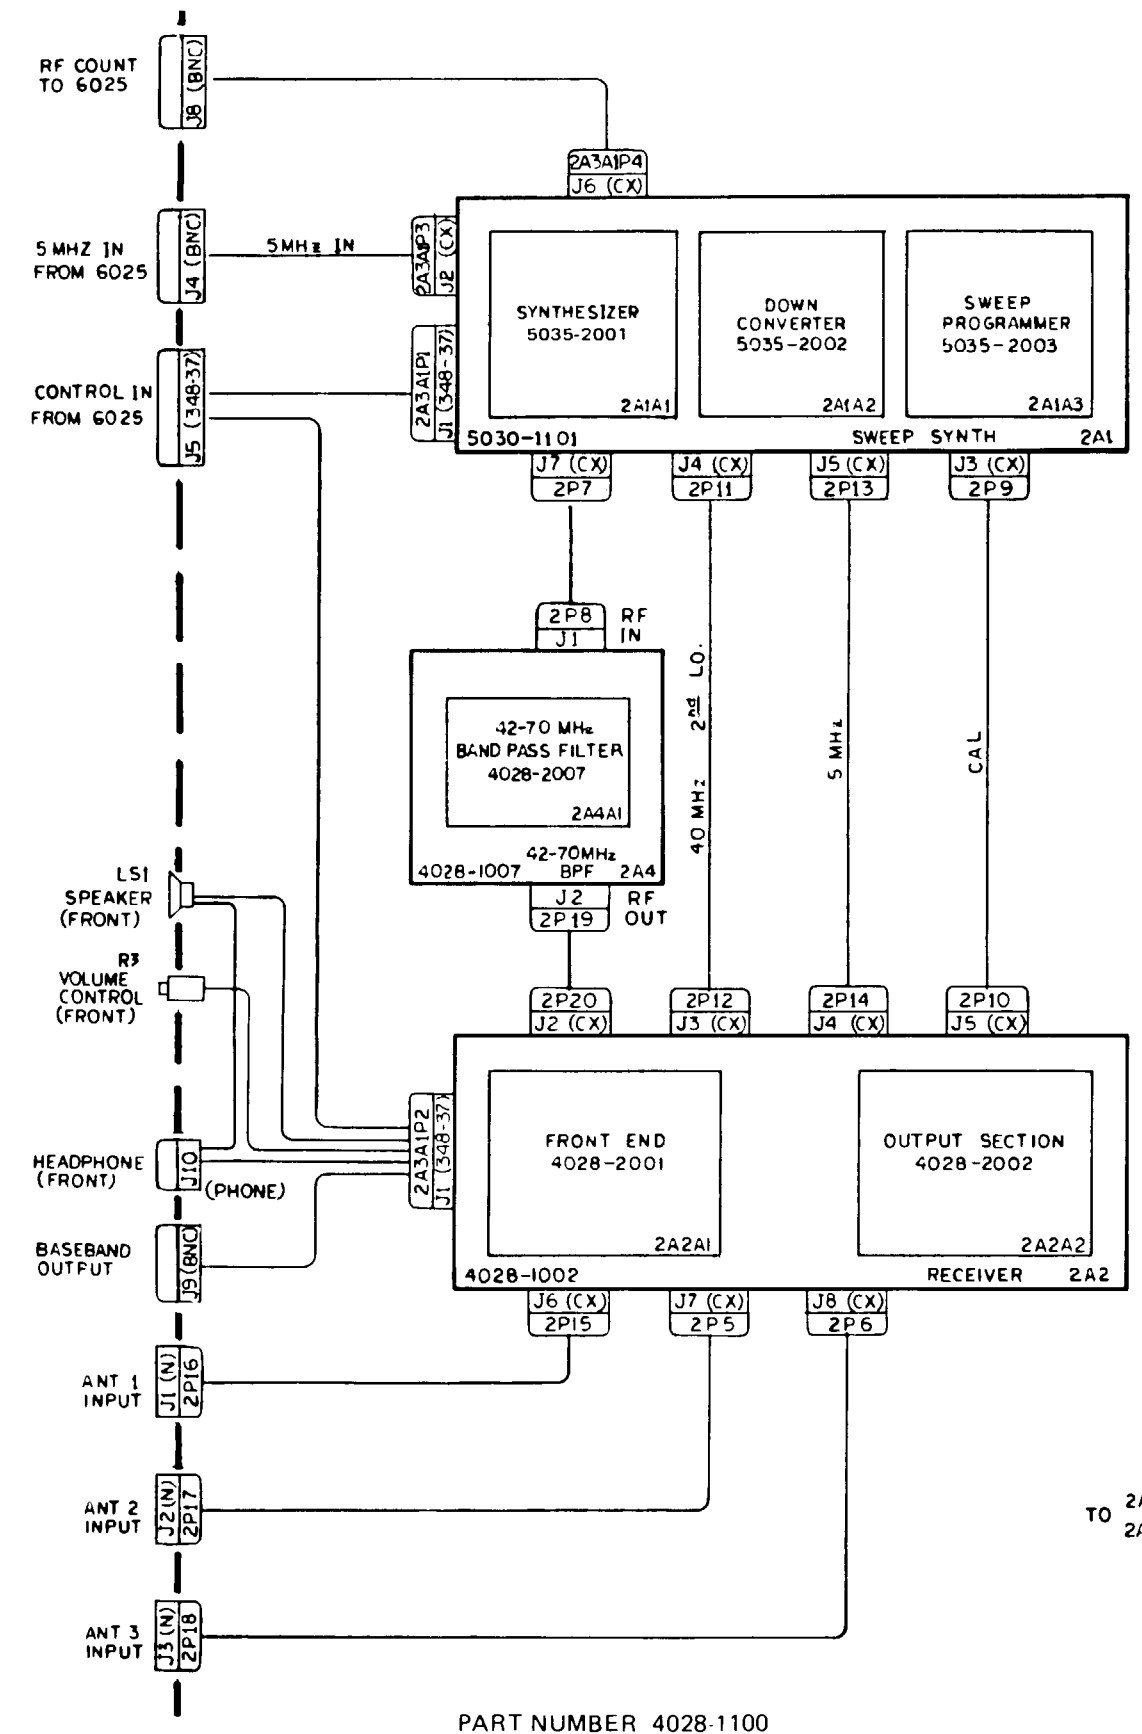 RF COUNT
TO 6025
J8 (BNC)
2A3A1P4
J6 (CX)
5 MHZ IN
FROM 6025
J4 (BNC)
5MHz IN
2A3A1P3
J2 (CX)
CONTROL IN
FROM 6025
J5 (348-37)
2A3A1P1
J1 (348-37)
SYNTHESIZER
5035-2001
2A1A1
DOWN
CONVERTER
5035-2002
2A1A2
SWEEP
PROGRAMMER
5035-2003
2A1A3
5030-1101
SWEEP SYNTH
2A1
J7 (CX)
2P7
J4 (CX)
2P11
J5 (CX)
2P13
J3 (CX)
2P9
2P8
J1
RF
IN
42-70 MHz
BAND PASS FILTER
4028-2007
2A4A1
42-70MHz
4028-1007 BPF 2A4
J2
2P19
RF
OUT
40 MHz 2nd LO.
5 MHz
CAL
LS1
SPEAKER
(FRONT)
R3
VOLUME
CONTROL
(FRONT)
2P20
J2 (CX)
2P12
J3 (CX)
2P14
J4 (CX)
2P10
J5 (CX)
2A3A1P2
J1 (348-37)
FRONT END
4028-2001
2A2A1
OUTPUT SECTION
4028-2002
2A2A2
4028-1002
RECEIVER
2A2
HEADPHONE
(FRONT)
J10
(PHONE)
BASEBAND
OUTPUT
J9 (BNC)
J6 (CX)
2P15
J7 (CX)
2P5
J8 (CX)
2P6
ANT 1
INPUT
J1 (N)
2P16
ANT 2
INPUT
J2 (N)
2P17
TO
2A
2A
ANT 3
INPUT
J3 (N)
2P18
PART NUMBER 4028-1100